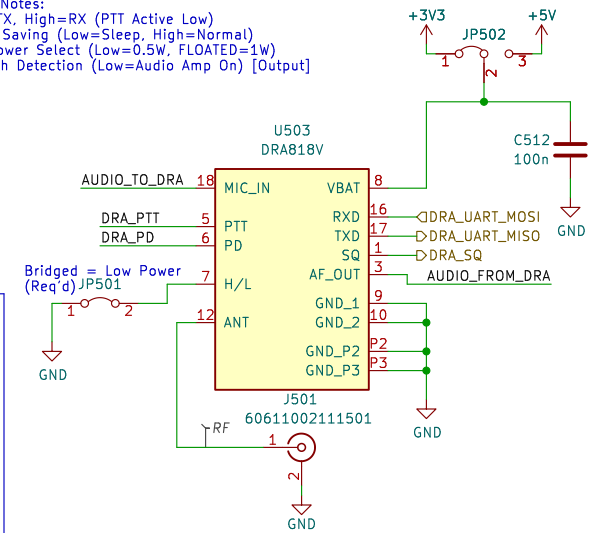 Notes:
TX, High=RX (PTT Active Low)
Saving (Low=Sleep, High=Normal)
ower Select (Low=0.5W, FLOATED=1W)
h Detection (Low=Audio Amp On) [Output]
+3V3
+5V
JP502
1
2
3
C512
100n
GND
U503
DRA818V
AUDIO_TO_DRA 18 MIC_IN
VBAT 8
DRA_PTT 5 PTT
RXD 16 DRA_UART_MOSI
DRA_PD 6 PD
TXD 17 DRA_UART_MISO
SQ 1 DRA_SQ
AF_OUT 3 AUDIO_FROM_DRA
Bridged = Low Power
(Req'd) JP501
1 2
7 H/L
GND_1 9
12 ANT
GND_2 10
GND_P2 P2
GND_P3 P3
GND
GND
J501
60611002111501
RF
1
2
GND